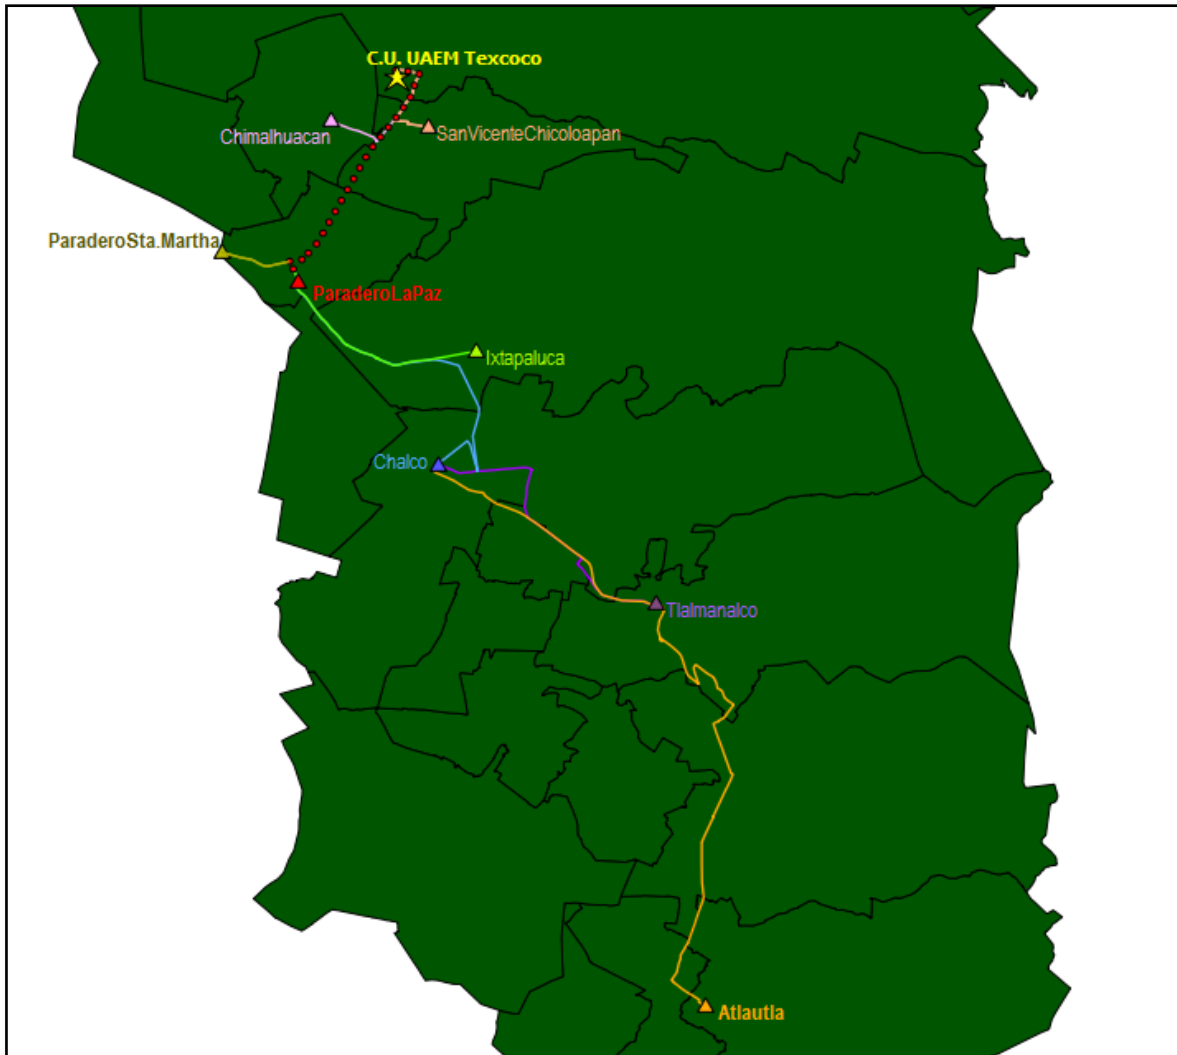 C.U. UAEM Texcoco
Chimalhuacan
SanVicenteChicoloapan
ParaderoSta.Martha
ParaderoLaPaz
Ixtapaluca
Chalco
Tlalmanalco
Atlautla